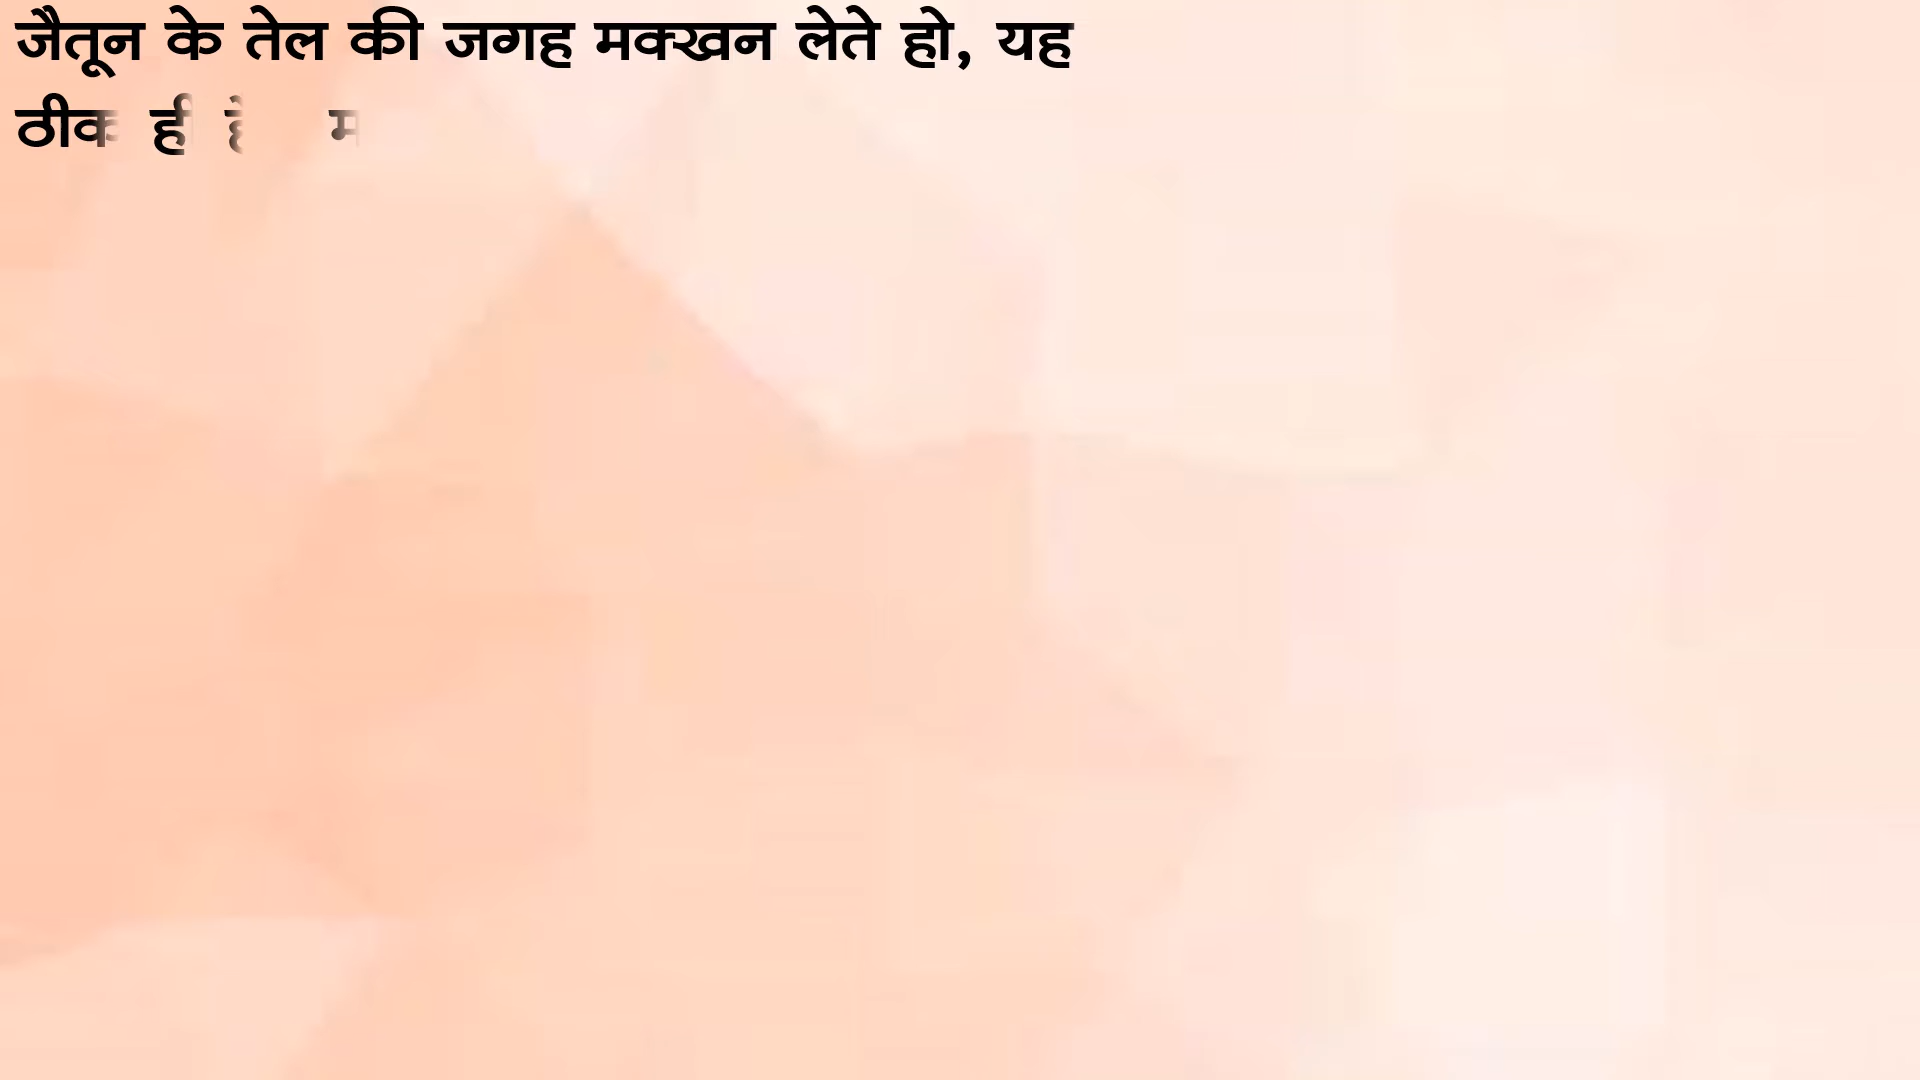 जैतून के तेल की जगह मक्खन लेते हो, यह
ठीक ही